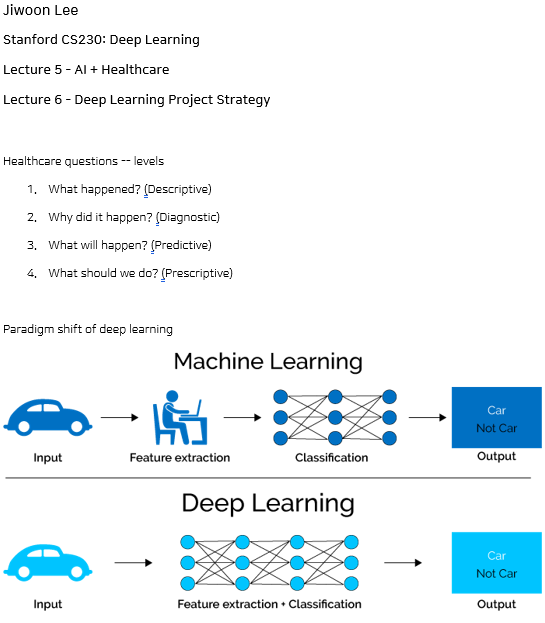 Jiwoon Lee
Stanford CS230: Deep Learning
Lecture 5 - AI + Healthcare
Lecture 6 - Deep Learning Project Strategy
Healthcare questions -- levels
1. What happened? (Descriptive)
2. Why did it happen? (Diagnostic)
3. What will happen? (Predictive)
4. What should we do? (Prescriptive)
Paradigm shift of deep learning
Machine Learning
Car
Not Car
Input Feature extraction Classification Output
Deep Learning
Car
Not Car
Input Feature extraction + Classification Output